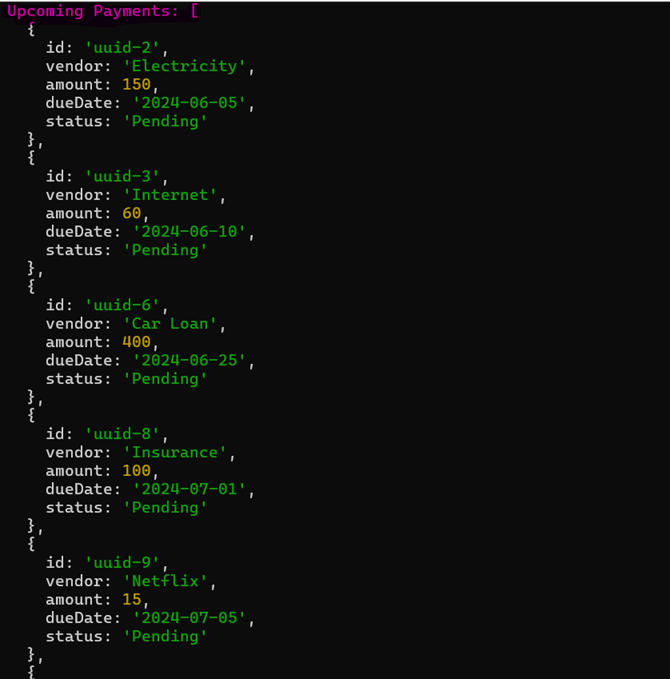 Upcoming Payments: [
  {
    id: 'uuid-2',
    vendor: 'Electricity',
    amount: 150,
    dueDate: '2024-06-05',
    status: 'Pending'
  },
  {
    id: 'uuid-3',
    vendor: 'Internet',
    amount: 60,
    dueDate: '2024-06-10',
    status: 'Pending'
  },
  {
    id: 'uuid-6',
    vendor: 'Car Loan',
    amount: 400,
    dueDate: '2024-06-25',
    status: 'Pending'
  },
  {
    id: 'uuid-8',
    vendor: 'Insurance',
    amount: 100,
    dueDate: '2024-07-01',
    status: 'Pending'
  },
  {
    id: 'uuid-9',
    vendor: 'Netflix',
    amount: 15,
    dueDate: '2024-07-05',
    status: 'Pending'
  },
  {